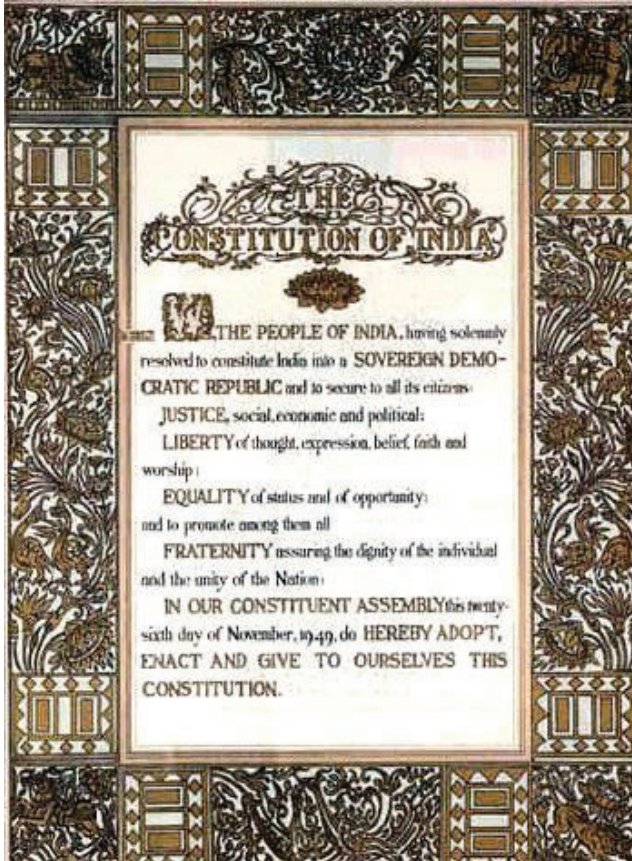 THE
CONSTITUTION OF INDIA
WE, THE PEOPLE OF INDIA, having solemnly
resolved to constitute India into a SOVEREIGN DEMO-
CRATIC REPUBLIC and to secure to all its citizens:
JUSTICE, social, economic and political;
LIBERTY of thought, expression, belief, faith and
worship;
EQUALITY of status and of opportunity;
and to promote among them all
FRATERNITY assuring the dignity of the individual
and the unity of the Nation;
IN OUR CONSTITUENT ASSEMBLY this twenty-
sixth day of November, 1949, do HEREBY ADOPT,
ENACT AND GIVE TO OURSELVES THIS
CONSTITUTION.